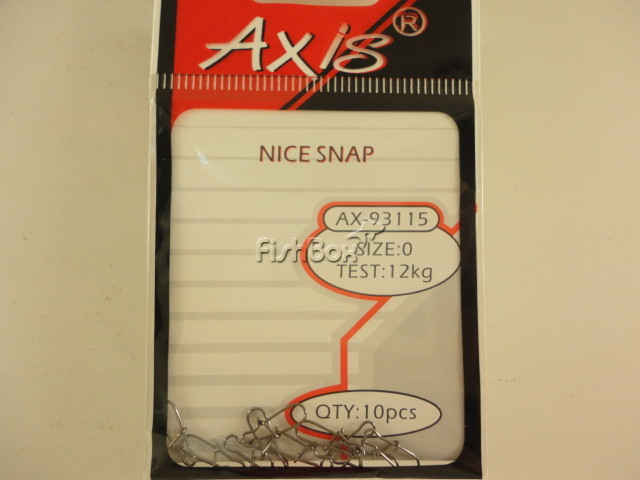 Axis®
NICE SNAP
AX-93115
FishBox
SIZE:0
TEST:12kg
QTY:10pcs